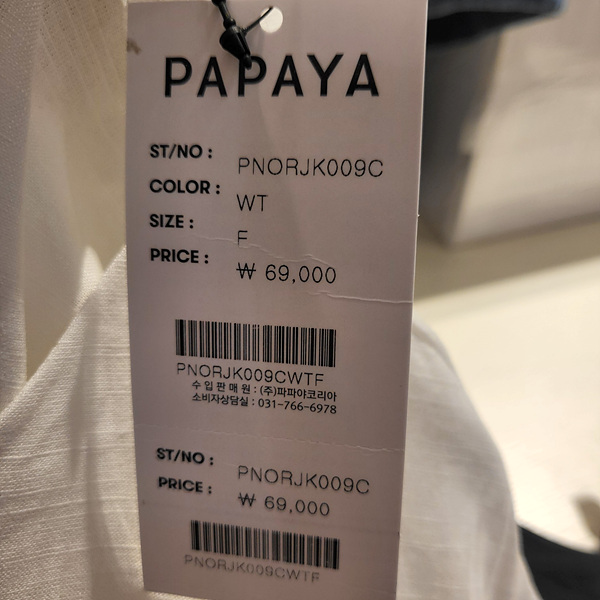 PAPAYA
ST/NO : PNORJK009C
COLOR : WT
SIZE : F
PRICE : ₩ 69,000
PNORJK009CWTF
수 입 판 매 원 : (주)파파야코리아
소비자상담실 : 031-766-6978
ST/NO : PNORJK009C
PRICE : ₩ 69,000
PNORJK009CWTF